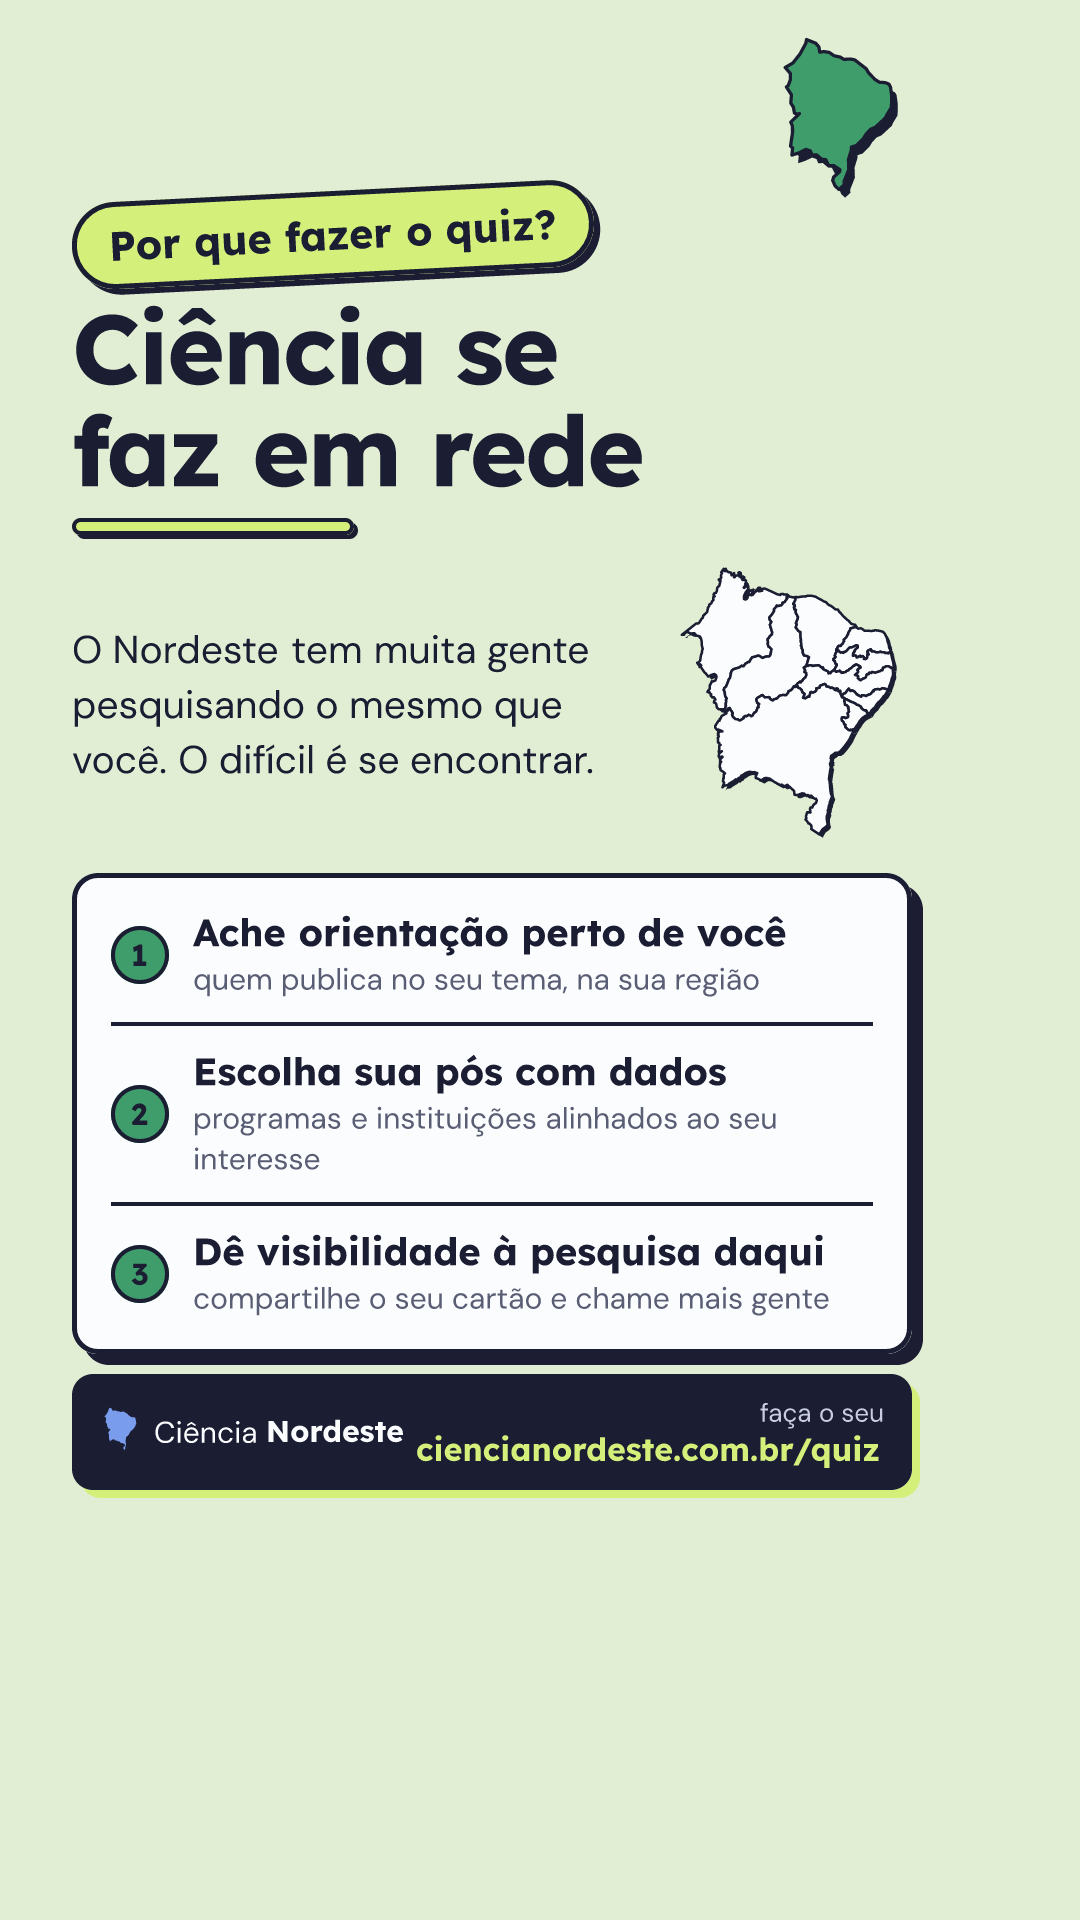 Por que fazer o quiz?
Ciência se
faz em rede
O Nordeste tem muita gente
pesquisando o mesmo que
você. O difícil é se encontrar.
1
Ache orientação perto de você
quem publica no seu tema, na sua região
2
Escolha sua pós com dados
programas e instituições alinhados ao seu
interesse
3
Dê visibilidade à pesquisa daqui
compartilhe o seu cartão e chame mais gente
Ciência Nordeste
faça o seu
ciencianordeste.com.br/quiz